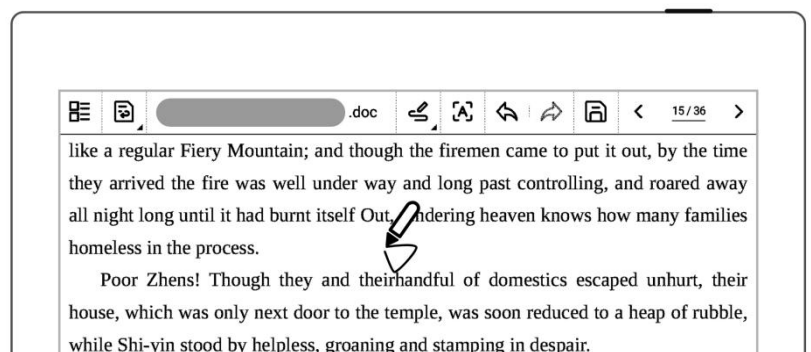 .doc
15/36
like a regular Fiery Mountain; and though the firemen came to put it out, by the time
they arrived the fire was well under way and long past controlling, and roared away
all night long until it had burnt itself Out, ndering heaven knows how many families
homeless in the process.
Poor Zhens! Though they and theirhandful of domestics escaped unhurt, their
house, which was only next door to the temple, was soon reduced to a heap of rubble,
while Shi-yin stood by helpless, groaning and stamping in despair.